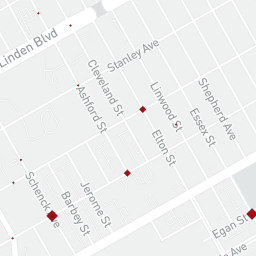 Linden Blvd
Stanley Ave
Cleveland St
Ashford St
Linwood St
Shepherd Ave
Essex St
Elton St
Schenck Ave
Barbey St
Jerome St
Egan St
Ave